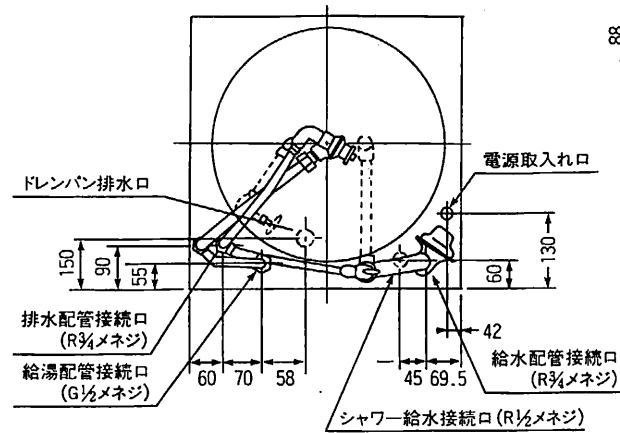 88
電源取入れ口
ドレンパン排水口
150
90
55
130
60
排水配管接続口
(R¾メネジ)
給湯配管接続口
(G½メネジ)
60
70
58
45
69.5
42
給水配管接続口
(R¾メネジ)
シャワー給水接続口(R½メネジ)